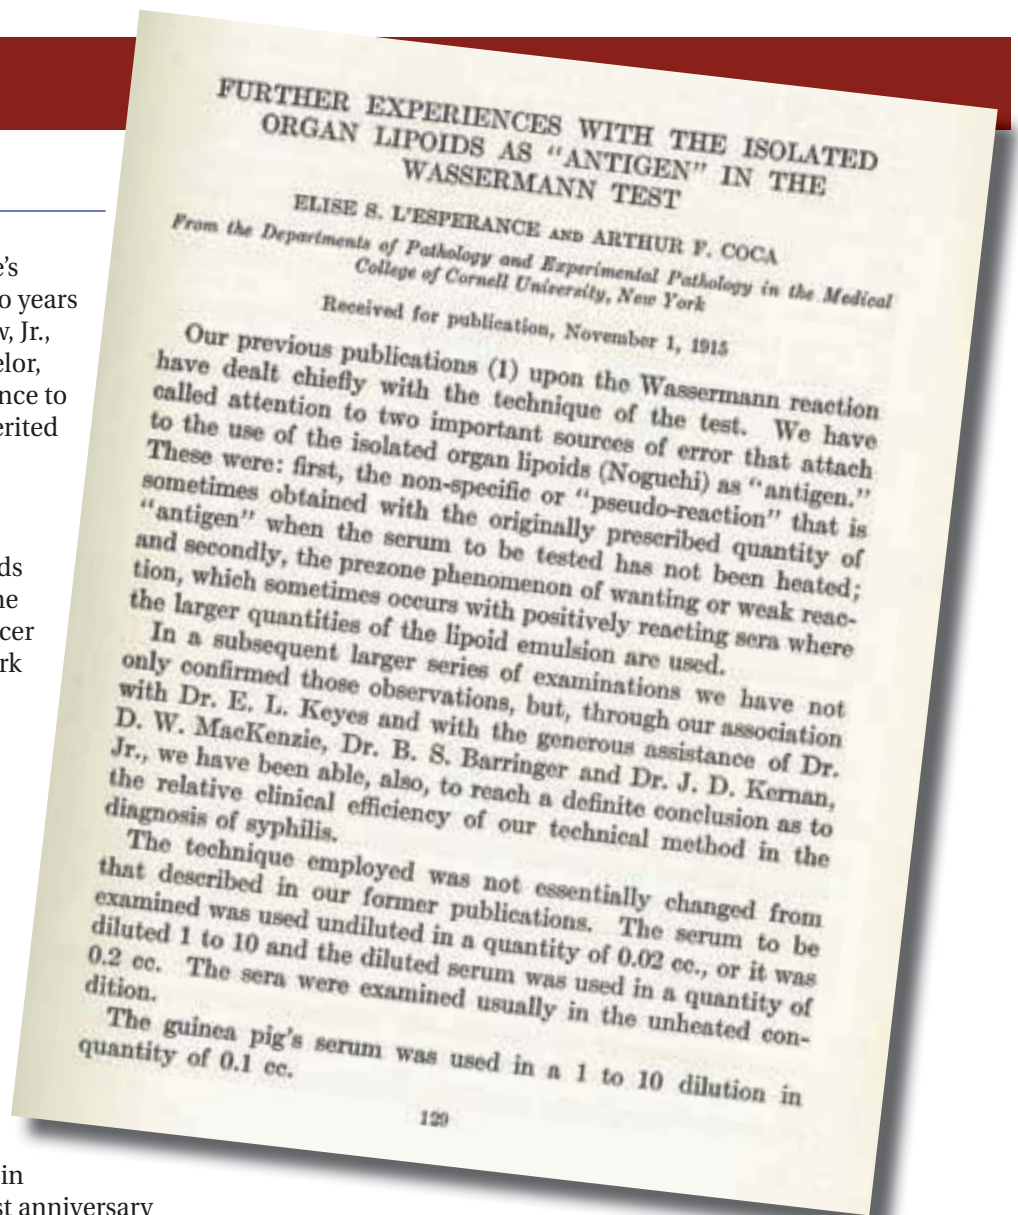 e's
o years
w, Jr.,
elor,
nce to
erited
ds
ne
cer
rk
in
st anniversary
FURTHER EXPERIENCES WITH THE ISOLATED
ORGAN LIPOIDS AS "ANTIGEN" IN THE
WASSERMANN TEST
ELISE S. L'ESPERANCE AND ARTHUR F. COCA
From the Departments of Pathology and Experimental Pathology in the Medical
College of Cornell University, New York
Received for publication, November 1, 1915
Our previous publications (1) upon the Wassermann reaction
have dealt chiefly with the technique of the test. We have
called attention to two important sources of error that attach
to the use of the isolated organ lipoids (Noguchi) as "antigen."
These were: first, the non-specific or "pseudo-reaction" that is
sometimes obtained with the originally prescribed quantity of
"antigen" when the serum to be tested has not been heated;
and secondly, the prezone phenomenon of wanting or weak reac-
tion, which sometimes occurs with positively reacting sera where
the larger quantities of the lipoid emulsion are used.
In a subsequent larger series of examinations we have not
only confirmed those observations, but, through our association
with Dr. E. L. Keyes and with the generous assistance of Dr.
D. W. MacKenzie, Dr. B. S. Barringer and Dr. J. D. Kernan,
Jr., we have been able, also, to reach a definite conclusion as to
the relative clinical efficiency of our technical method in the
diagnosis of syphilis.
The technique employed was not essentially changed from
that described in our former publications. The serum to be
examined was used undiluted in a quantity of 0.02 cc., or it was
diluted 1 to 10 and the diluted serum was used in a quantity of
0.2 cc. The sera were examined usually in the unheated con-
dition.
The guinea pig's serum was used in a 1 to 10 dilution in
quantity of 0.1 cc.
129